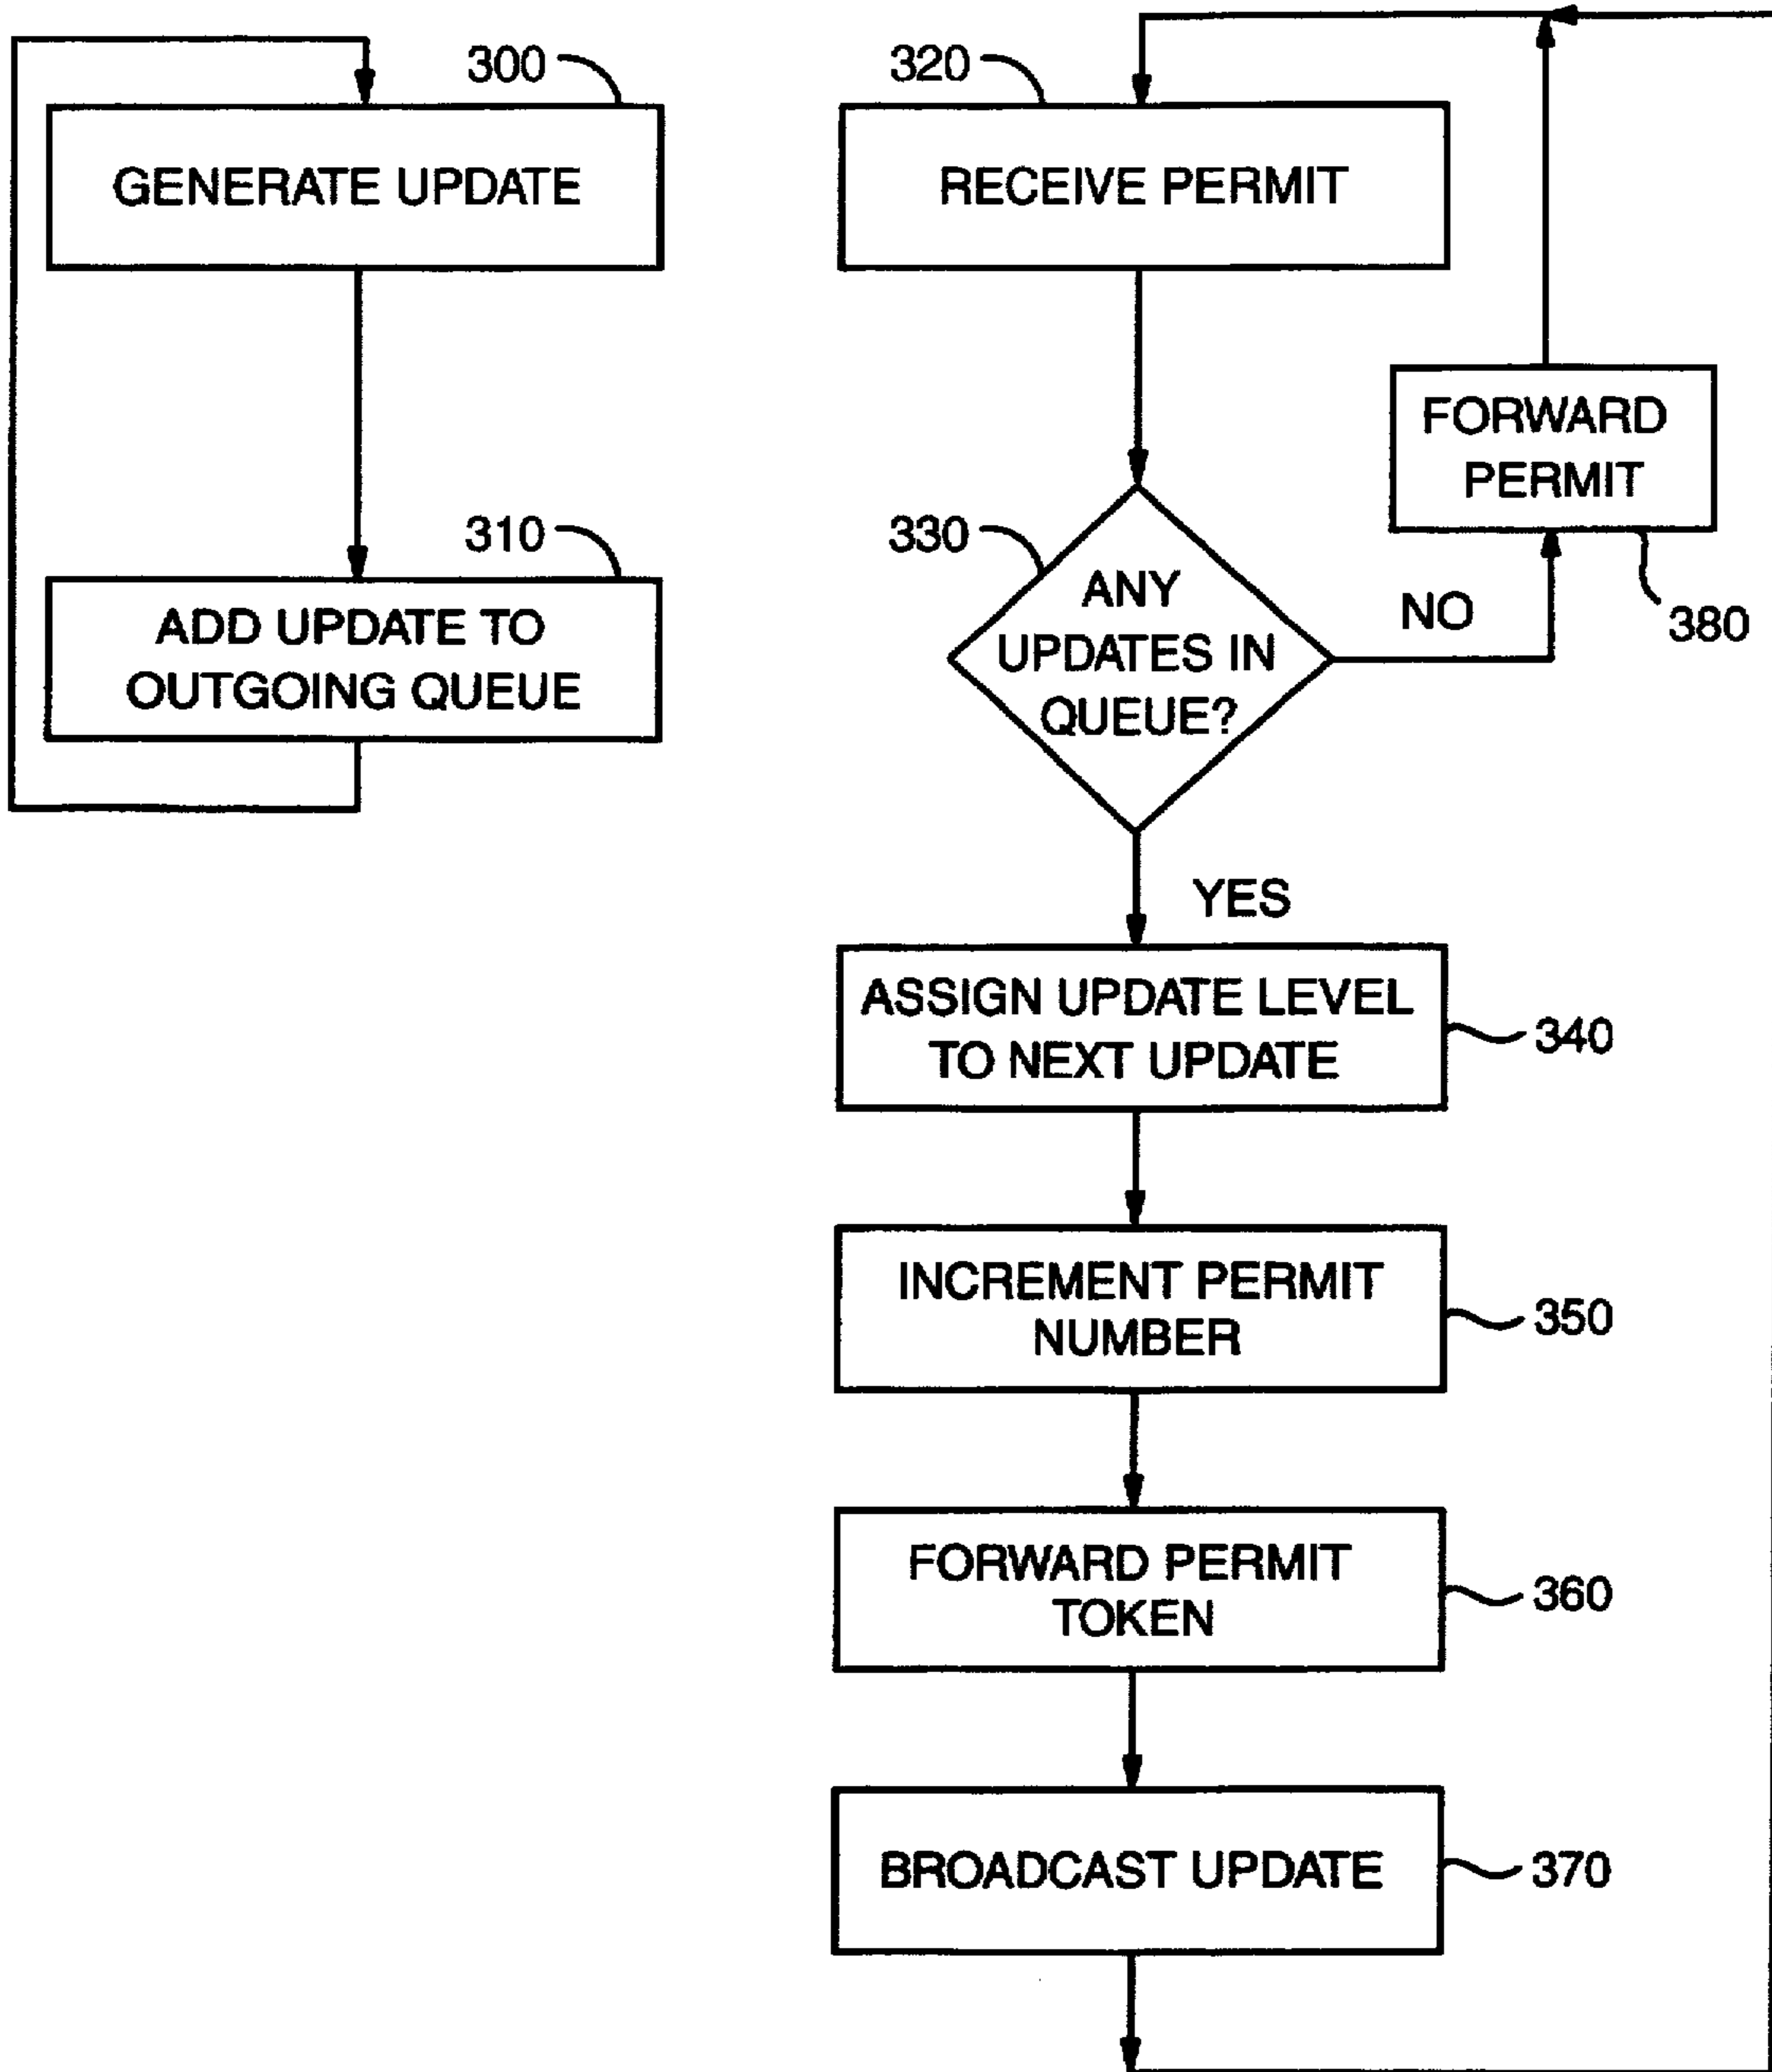 300
GENERATE UPDATE
310
ADD UPDATE TO
OUTGOING QUEUE
320
RECEIVE PERMIT
FORWARD
PERMIT
380
330
ANY
UPDATES IN
QUEUE?
NO
YES
ASSIGN UPDATE LEVEL
TO NEXT UPDATE
340
INCREMENT PERMIT
NUMBER
350
FORWARD PERMIT
TOKEN
360
BROADCAST UPDATE
370